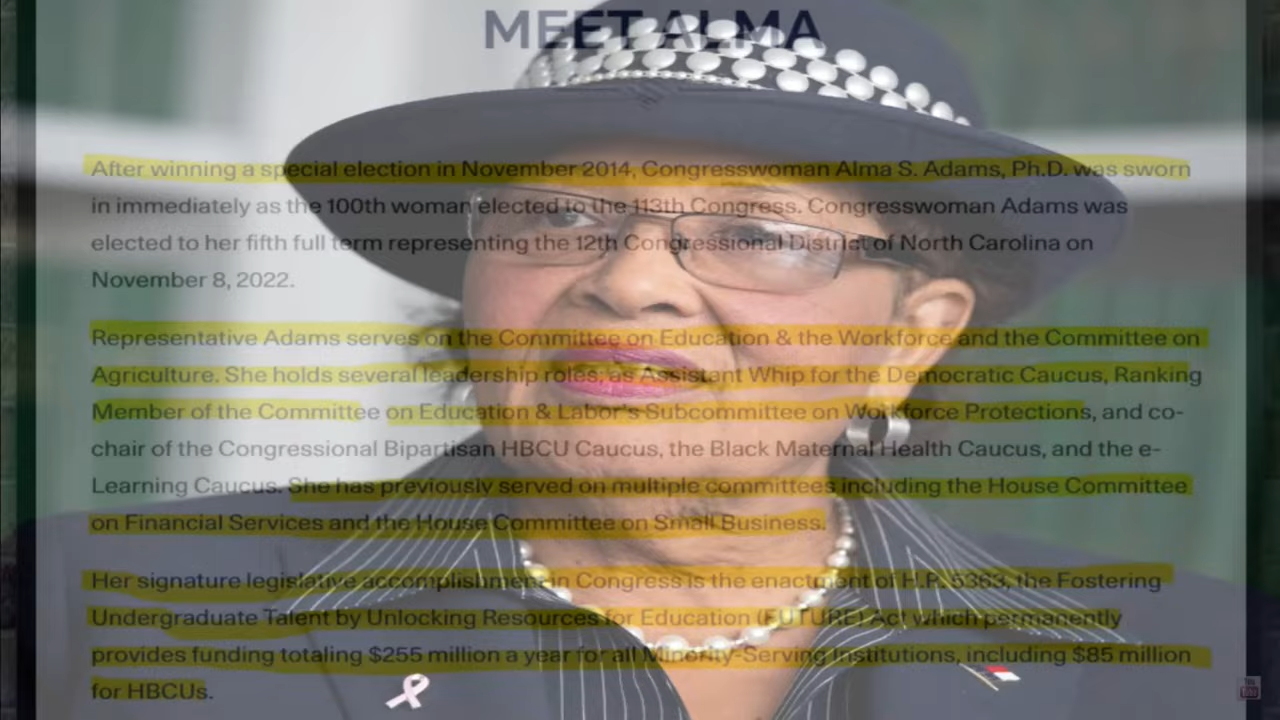 MEET ALMA
After winning a special election in November 2014, Congresswoman Alma S. Adams, Ph.D. was sworn
in immediately as the 100th woman elected to the 113th Congress. Congresswoman Adams was
elected to her fifth full term representing the 12th Congressional District of North Carolina on
November 8, 2022.
Representative Adams serves on the Committee on Education & the Workforce and the Committee on
Agriculture. She holds several leadership roles: as Assistant Whip for the Democratic Caucus, Ranking
Member of the Committee on Education & Labor's Subcommittee on Workforce Protections, and co-
chair of the Congressional Bipartisan HBCU Caucus, the Black Maternal Health Caucus, and the e-
Learning Caucus. She has previously served on multiple committees including the House Committee
on Financial Services and the House Committee on Small Business.
Her signature legislative accomplishment in Congress is the enactment of H.R. 5363, the Fostering
Undergraduate Talent by Unlocking Resources for Education (FUTURE) Act which permanently
provides funding totaling $255 million a year for all Minority-Serving Institutions, including $85 million
for HBCUs.